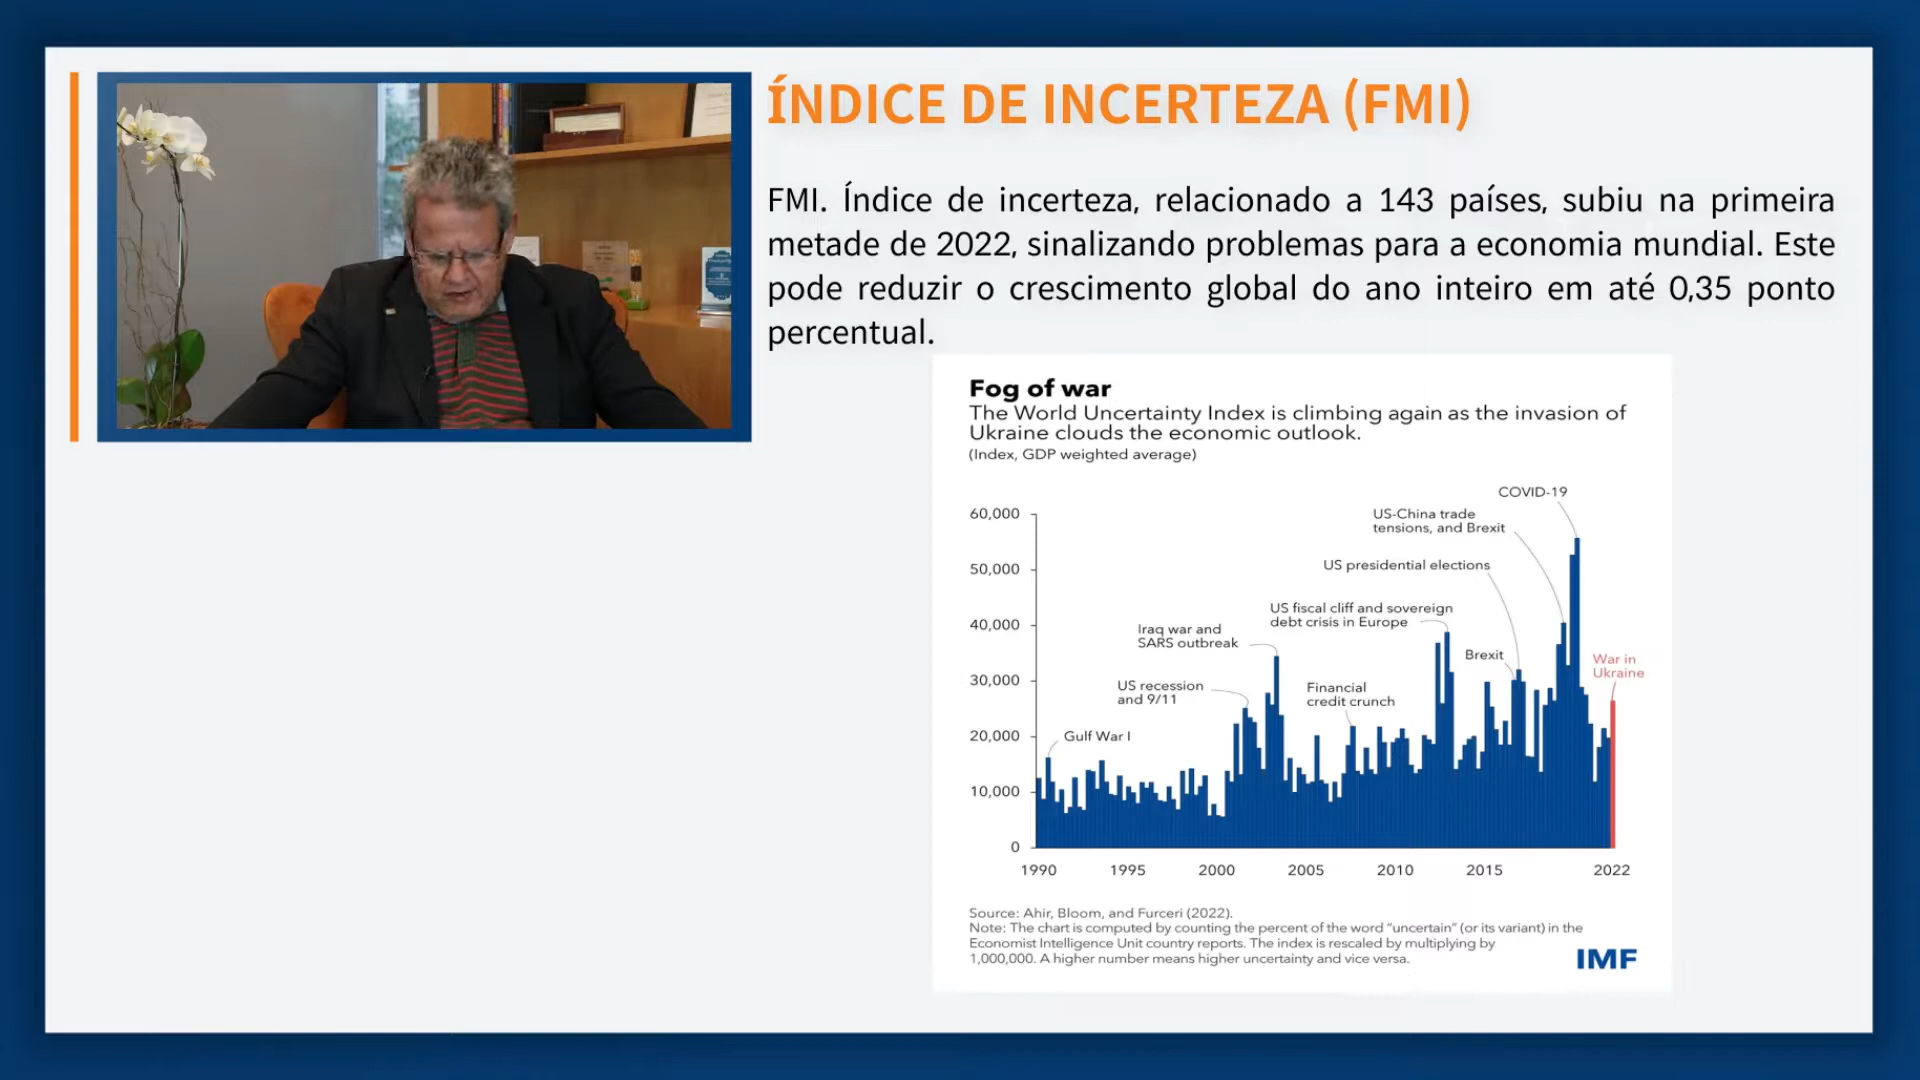 ÍNDICE DE INCERTEZA (FMI)
FMI. Índice de incerteza, relacionado a 143 países, subiu na primeira
metade de 2022, sinalizando problemas para a economia mundial. Este
pode reduzir o crescimento global do ano inteiro em até 0,35 ponto
percentual.
Fog of war
The World Uncertainty Index is climbing again as the invasion of
Ukraine clouds the economic outlook.
(Index, GDP weighted average)
COVID-19
60,000
US-China trade
tensions, and Brexit
50,000
US presidential elections
US fiscal cliff and sovereign
debt crisis in Europe
40,000
Iraq war and
SARS outbreak
Brexit
War in
Ukraine
30,000
US recession
and 9/11
Financial
credit crunch
20,000
Gulf War I
10,000
0
1990 1995 2000 2005 2010 2015 2022
Source: Ahir, Bloom, and Furceri (2022).
Note: The chart is computed by counting the percent of the word "uncertain" (or its variant) in the
Economist Intelligence Unit country reports. The index is rescaled by multiplying by
1,000,000. A higher number means higher uncertainty and vice versa.
IMF